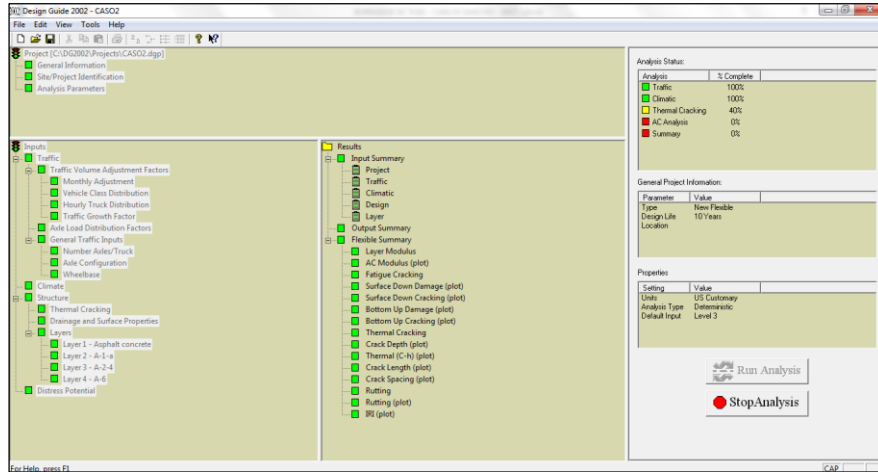 Design Guide 2002 - CASO2
File Edit View Tools Help
Project [C:\DG2002\Projects\CASO2.dgp]
General Information
Site/Project Identification
Analysis Parameters
Inputs
Traffic
Traffic Volume Adjustment Factors
Monthly Adjustment
Vehicle Class Distribution
Hourly Truck Distribution
Traffic Growth Factor
Axle Load Distribution Factors
General Traffic Inputs
Number Axles/Truck
Axle Configuration
Wheelbase
Climate
Structure
Thermal Cracking
Drainage and Surface Properties
Layers
Layer 1 - Asphalt concrete
Layer 2 - A-1-a
Layer 3 - A-2-4
Layer 4 - A-6
Distress Potential
Results
Input Summary
Project
Traffic
Climatic
Design
Layer
Output Summary
Flexible Summary
Layer Modulus
AC Modulus (plot)
Fatigue Cracking
Surface Down Damage (plot)
Surface Down Cracking (plot)
Bottom Up Damage (plot)
Bottom Up Cracking (plot)
Thermal Cracking
Crack Depth (plot)
Thermal (C-h) (plot)
Crack Length (plot)
Crack Spacing (plot)
Rutting
Rutting (plot)
IRI (plot)
Analysis Status:
Analysis % Complete
Traffic 100%
Climatic 100%
Thermal Cracking 40%
AC Analysis 0%
Summary 0%
General Project Information:
Parameter Value
Type New Flexible
Design Life 10 Years
Location
Properties
Setting Value
Units US Customary
Analysis Type Deterministic
Default Input Level 3
Run Analysis
StopAnalysis
For Help, press F1
CAP